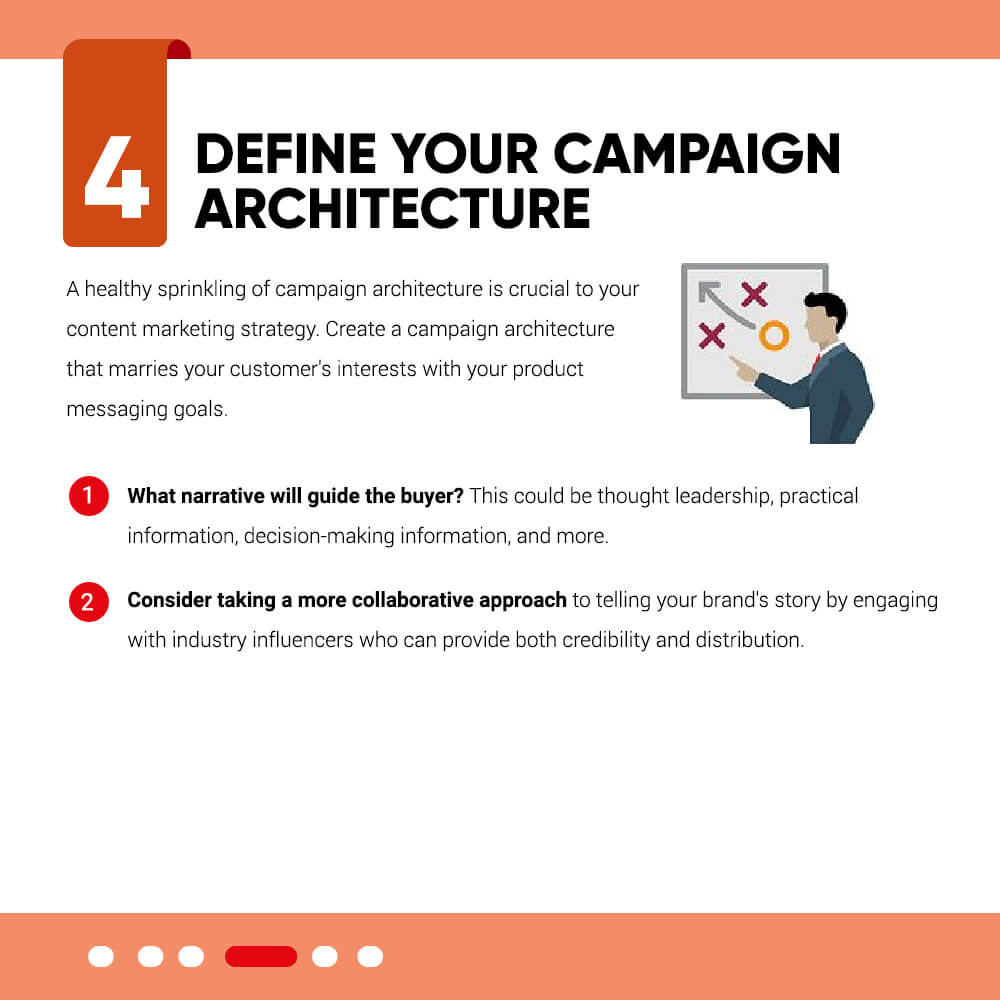 4
DEFINE YOUR CAMPAIGN
ARCHITECTURE
A healthy sprinkling of campaign architecture is crucial to your
content marketing strategy. Create a campaign architecture
that marries your customer's interests with your product
messaging goals.
1 What narrative will guide the buyer? This could be thought leadership, practical
information, decision-making information, and more.
2 Consider taking a more collaborative approach to telling your brand's story by engaging
with industry influencers who can provide both credibility and distribution.